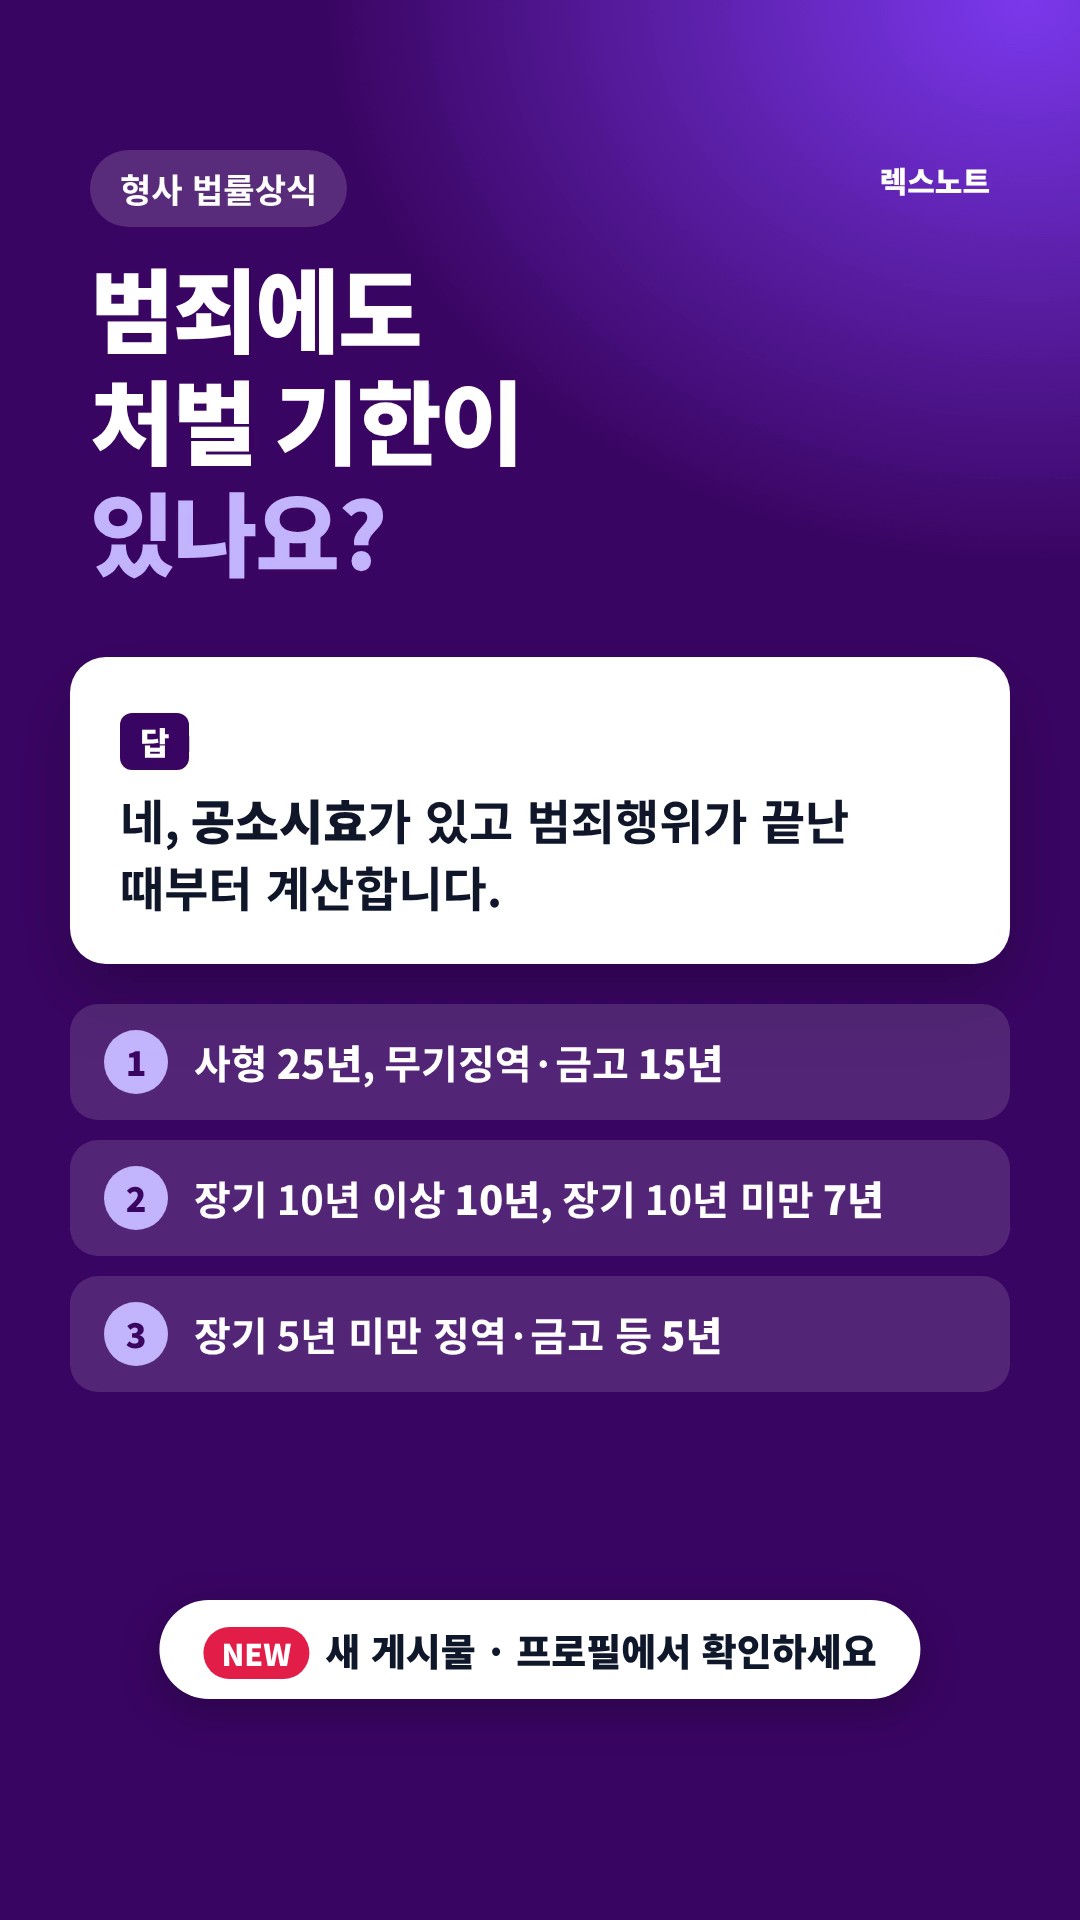 형사 법률상식
렉스노트
범죄에도
처벌 기한이
있나요?
답
네, 공소시효가 있고 범죄행위가 끝난
때부터 계산합니다.
1 사형 25년, 무기징역·금고 15년
2 장기 10년 이상 10년, 장기 10년 미만 7년
3 장기 5년 미만 징역·금고 등 5년
NEW 새 게시물 · 프로필에서 확인하세요